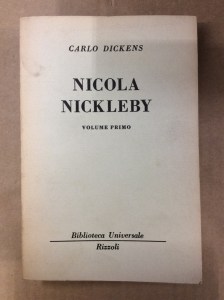 CARLO DICKENS
NICOLA
NICKLEBY
VOLUME PRIMO
Biblioteca Universale
Rizzoli